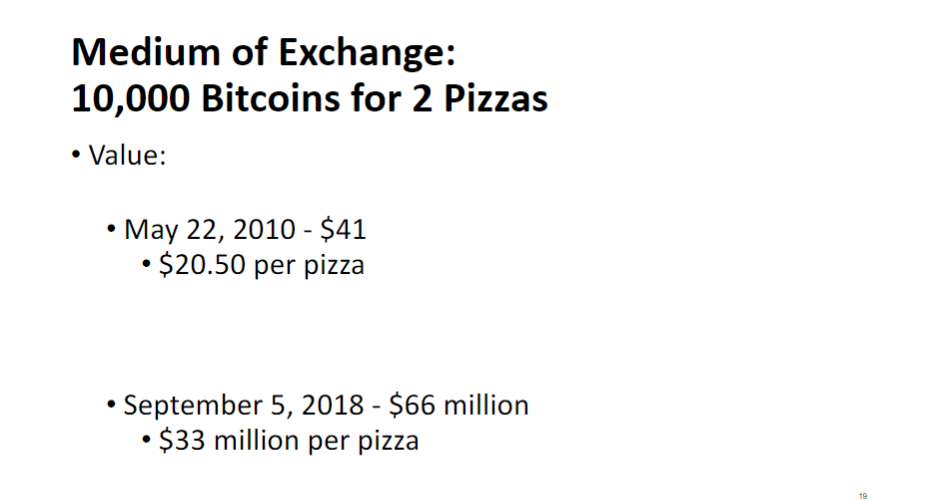 Medium of Exchange:
10,000 Bitcoins for 2 Pizzas
• Value:
• May 22, 2010 - $41
• $20.50 per pizza
• September 5, 2018 - $66 million
• $33 million per pizza
19